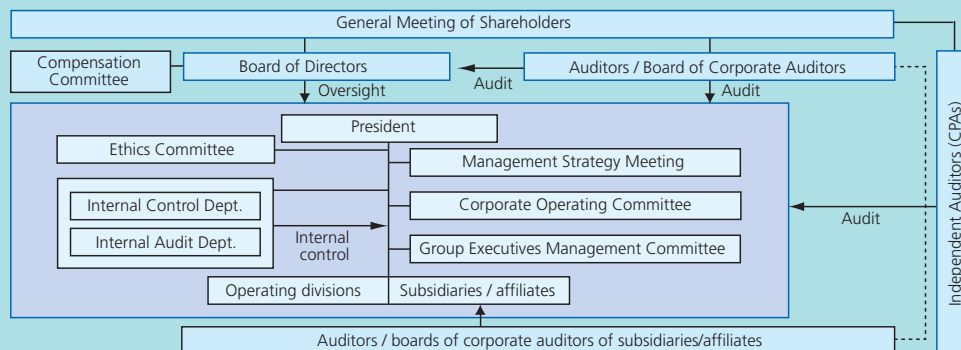 General Meeting of Shareholders
Compensation
Committee
Board of Directors
Auditors / Board of Corporate Auditors
Audit
Oversight
Audit
President
Ethics Committee
Management Strategy Meeting
Internal Control Dept.
Corporate Operating Committee
Internal Audit Dept.
Internal
control
Group Executives Management Committee
Audit
Operating divisions
Subsidiaries / affiliates
Independent Auditors (CPAs)
Auditors / boards of corporate auditors of subsidiaries/affiliates